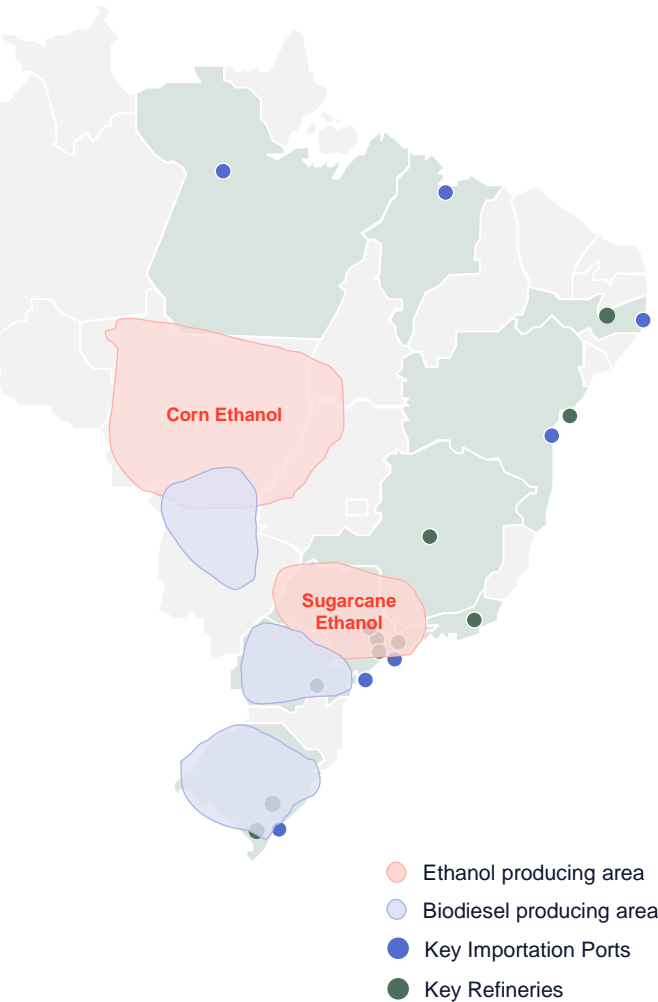 Corn Ethanol
Sugarcane
Ethanol
Ethanol producing area
Biodiesel producing area
Key Importation Ports
Key Refineries